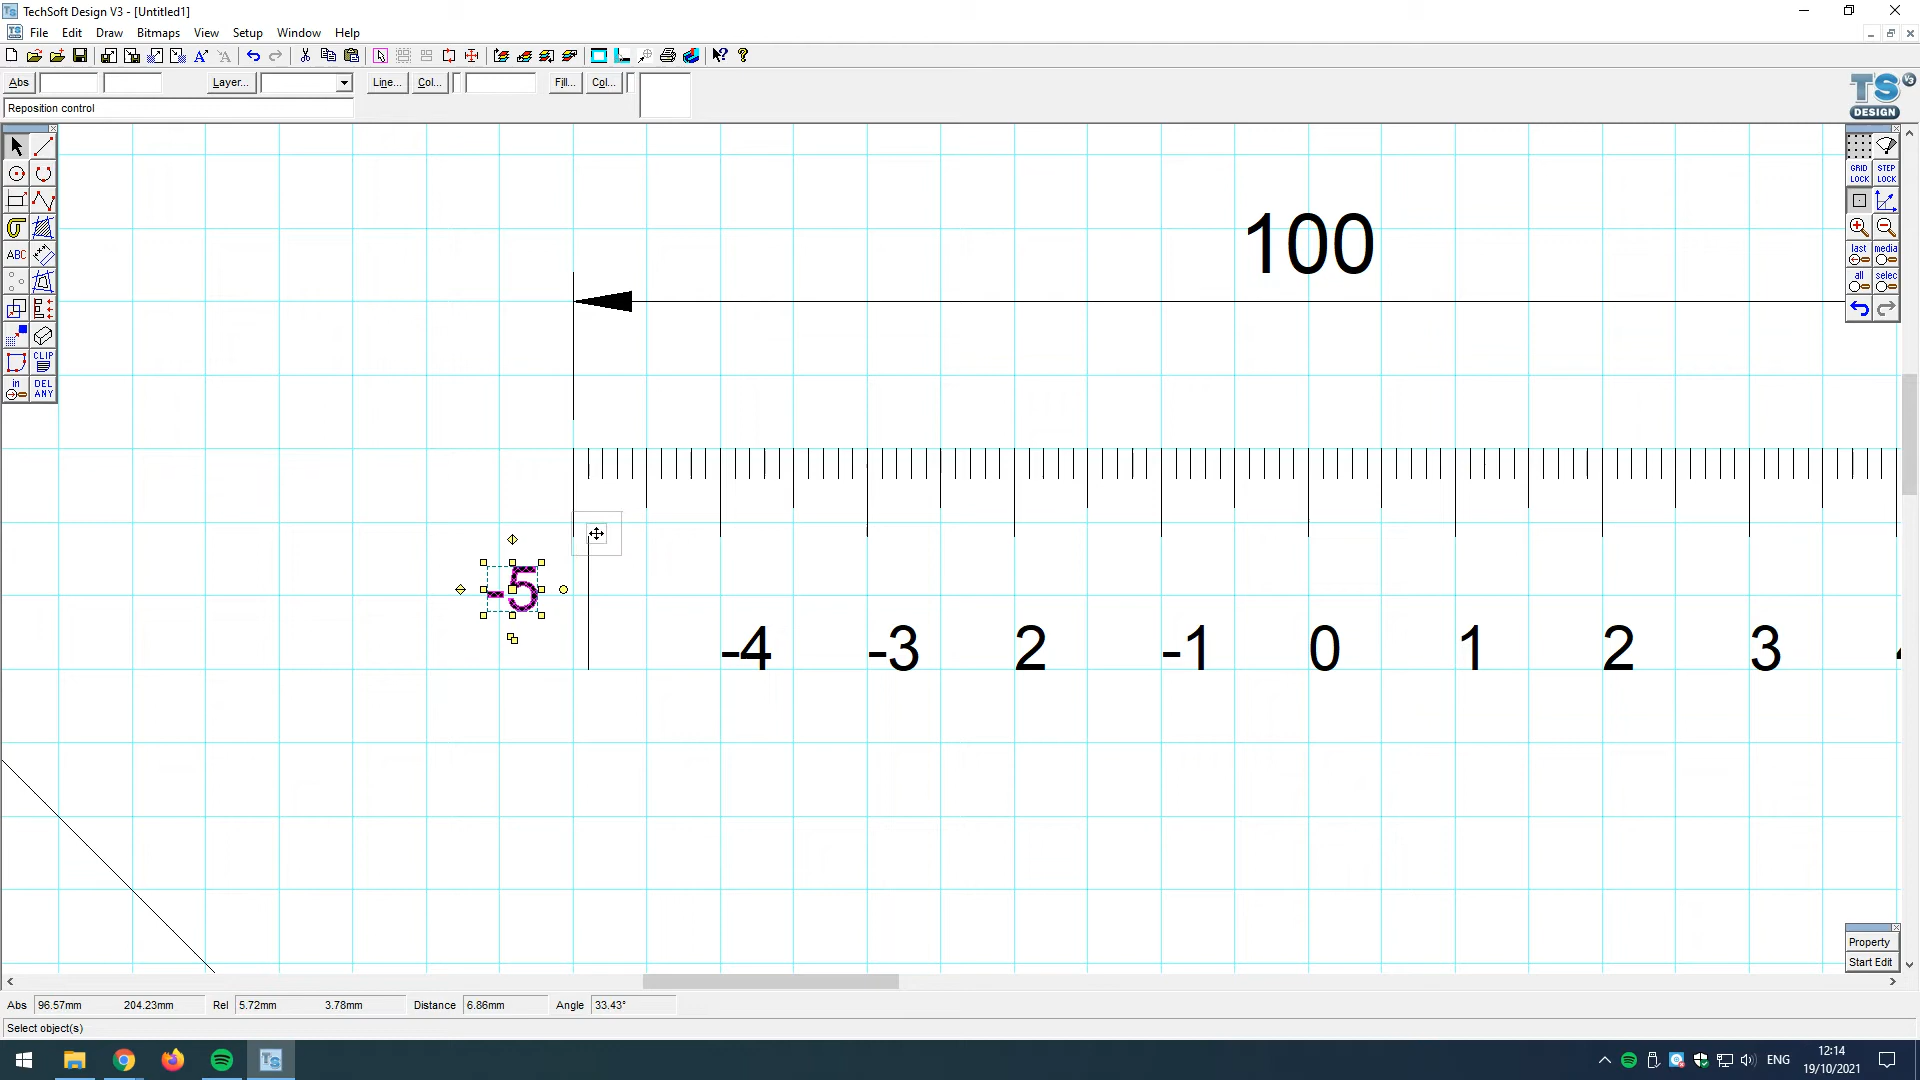 TechSoft Design V3 - [Untitled1]
File Edit Draw Bitmaps View Setup Window Help
Abs Layer... Line... Col... Fill... Col...
Reposition control
TS V3
DESIGN
GRID LOCK STEP LOCK
last media
all selec
ABC
CLIP
in DEL ANY
100
-5
-4 -3 2 -1 0 1 2 3
Property
Start Edit
Abs 96.57mm 204.23mm Rel 5.72mm 3.78mm Distance 6.86mm Angle 33.43°
Select object(s)
Ts
ENG
12:14
19/10/2021